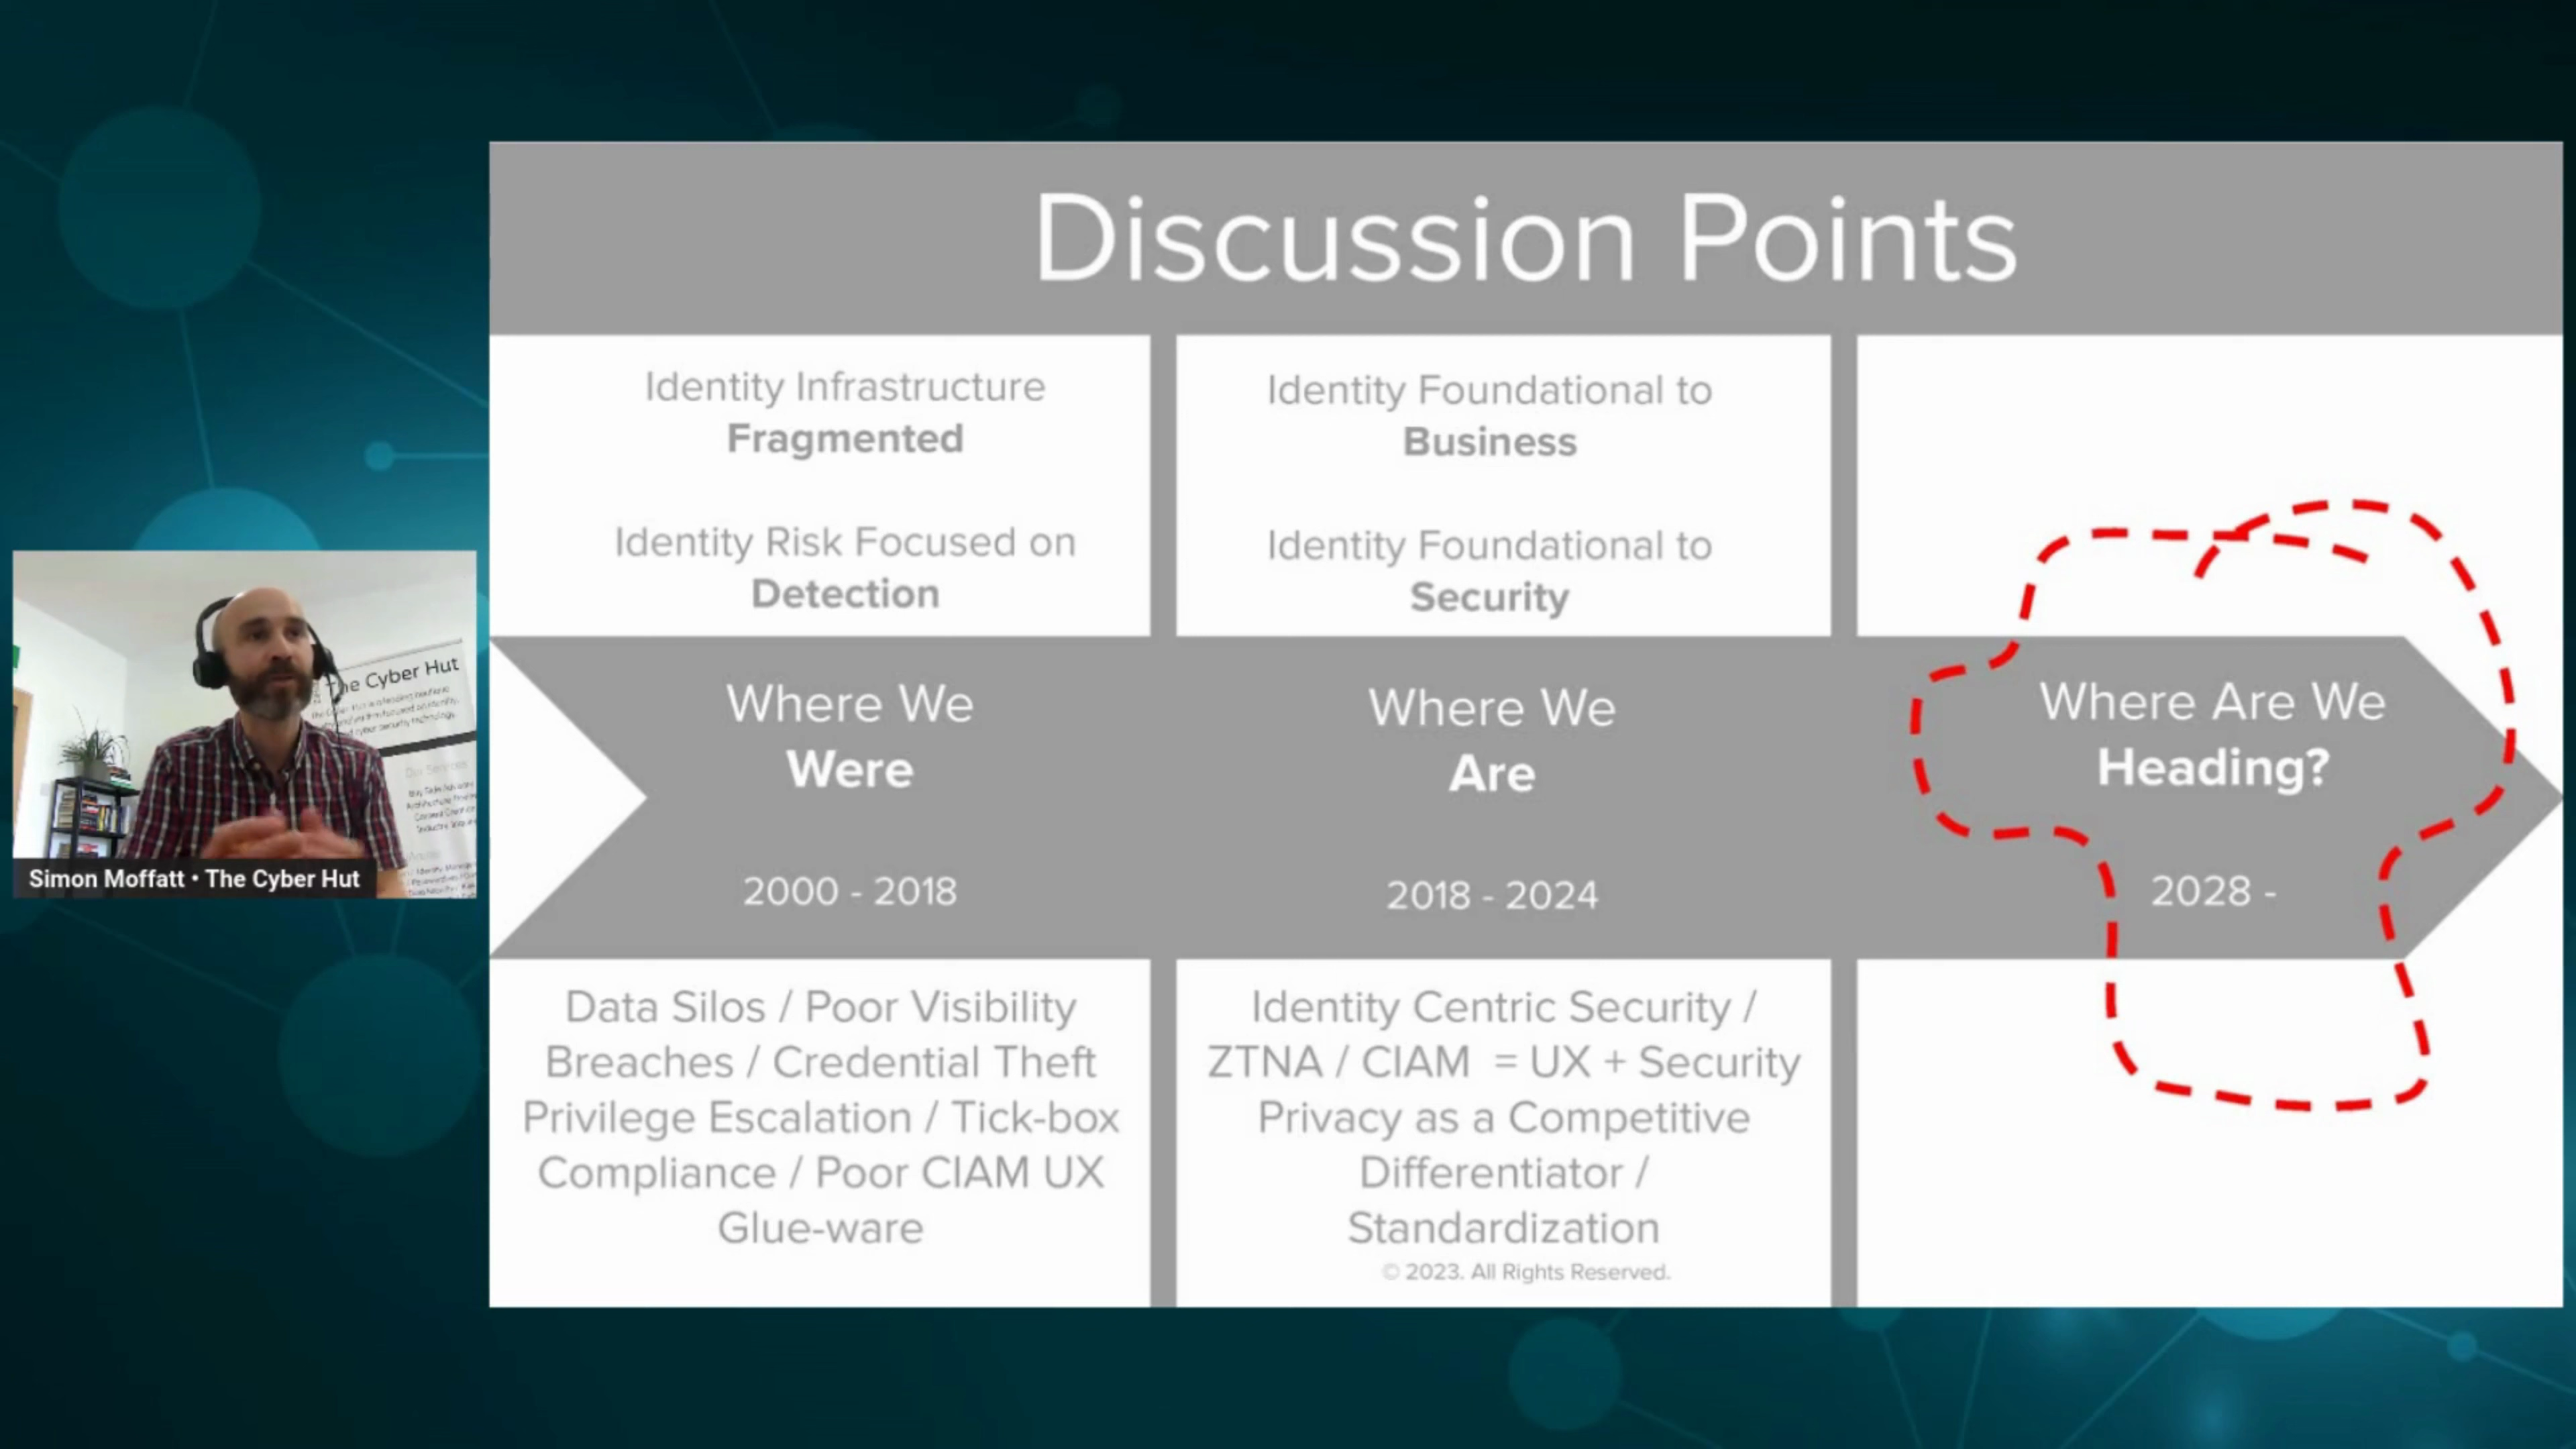 Discussion Points
Identity Infrastructure
Fragmented
Identity Risk Focused on
Detection
Identity Foundational to
Business
Identity Foundational to
Security
Where We
Were
2000 - 2018
Where We
Are
2018 - 2024
Where Are We
Heading?
2028 -
Data Silos / Poor Visibility
Breaches / Credential Theft
Privilege Escalation / Tick-box
Compliance / Poor CIAM UX
Glue-ware
Identity Centric Security /
ZTNA / CIAM = UX + Security
Privacy as a Competitive
Differentiator /
Standardization
© 2023. All Rights Reserved.
The Cyber Hut
Simon Moffatt • The Cyber Hut